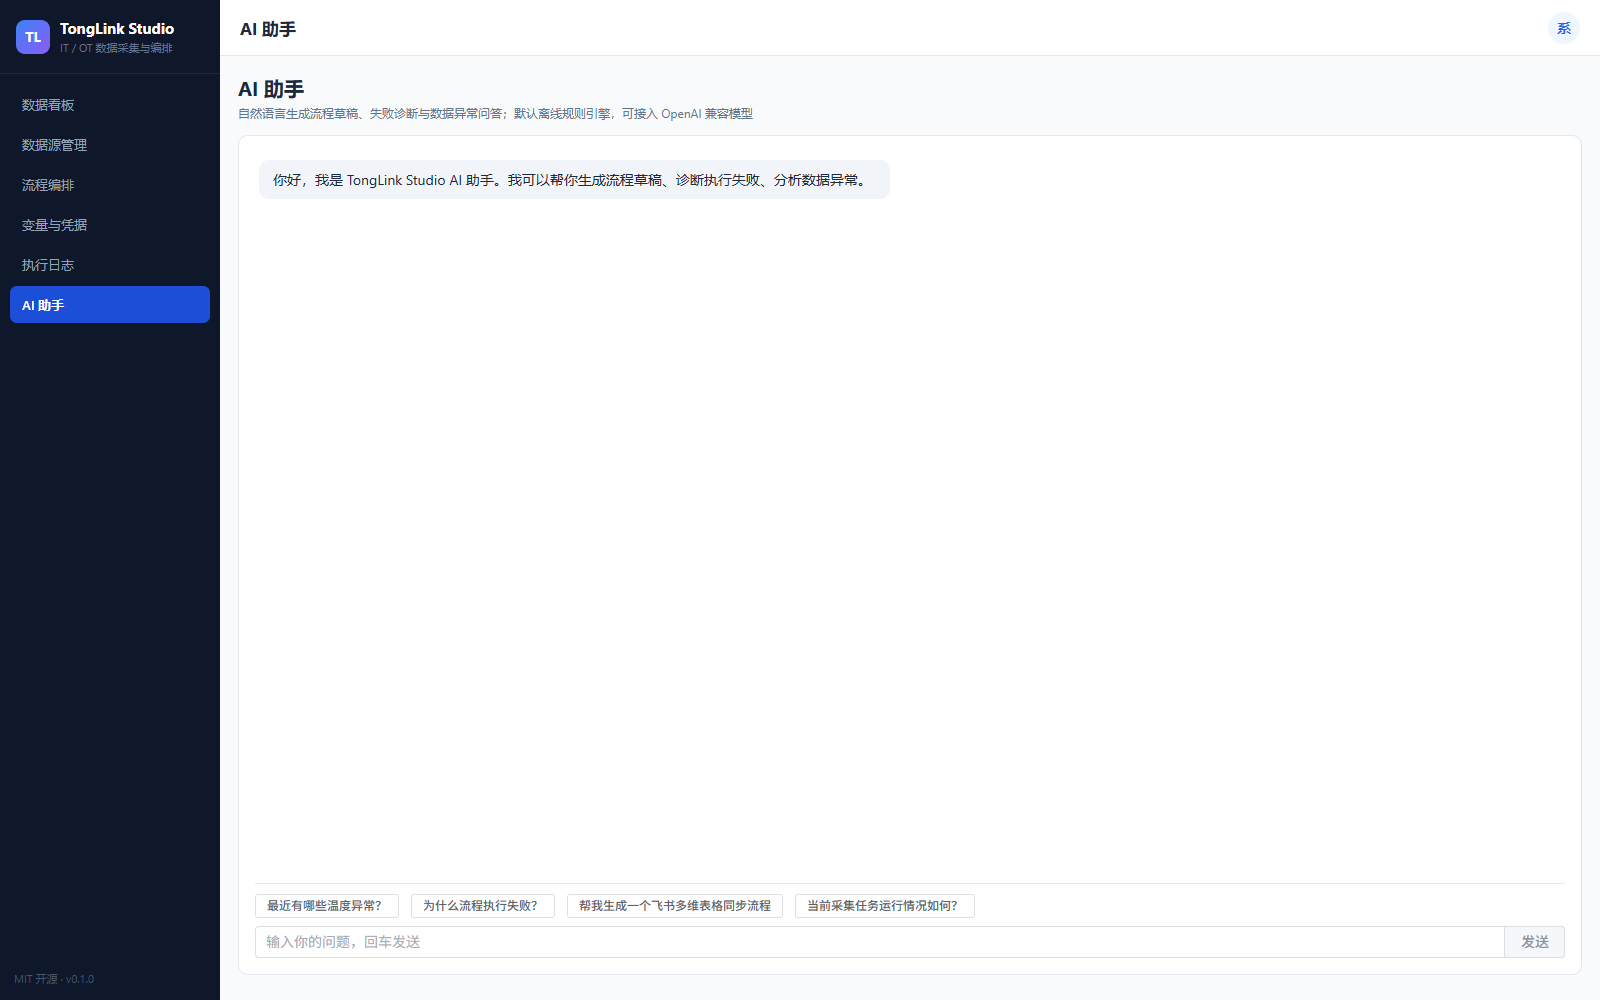 TL
TongLink Studio
IT / OT 数据采集与编排
数据看板
数据源管理
流程编排
变量与凭据
执行日志
AI 助手
MIT 开源 · v0.1.0
AI 助手
系
AI 助手
自然语言生成流程草稿、失败诊断与数据异常问答；默认离线规则引擎，可接入 OpenAI 兼容模型
你好，我是 TongLink Studio AI 助手。我可以帮你生成流程草稿、诊断执行失败、分析数据异常。
最近有哪些温度异常？
为什么流程执行失败？
帮我生成一个飞书多维表格同步流程
当前采集任务运行情况如何？
输入你的问题，回车发送
发送